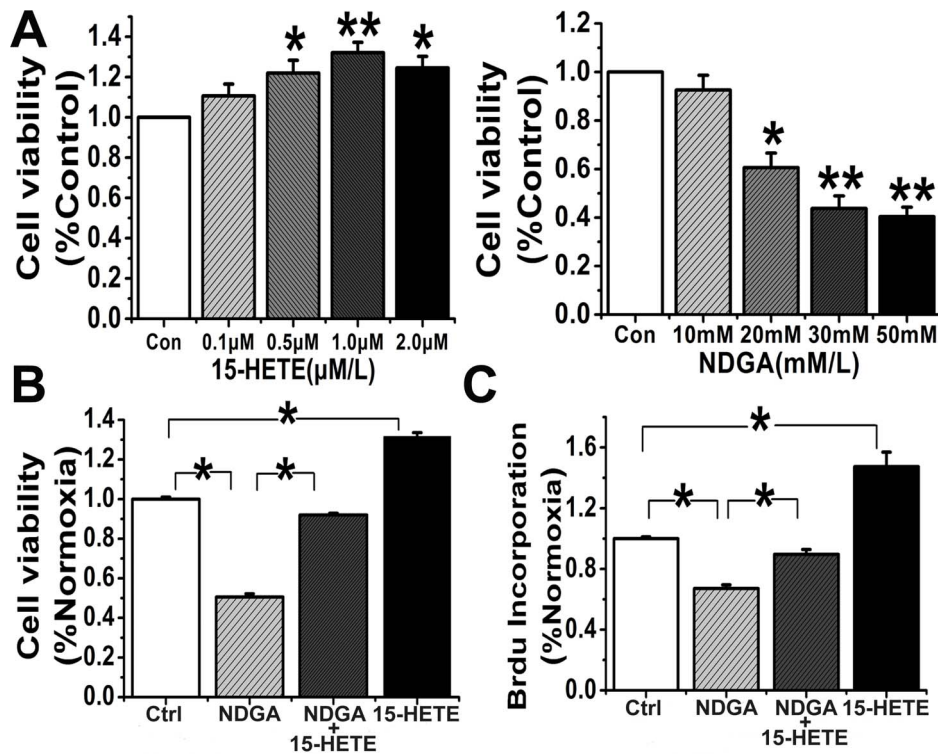 A
Cell viability
(%Control)
1.4
1.2
1.0
0.8
0.6
0.4
0.2
0.0
*
**
*
Con
0.1μM
0.5μM
1.0μM
2.0μM
15-HETE(μM/L)
Cell viability
(%Control)
1.0
0.8
0.6
0.4
0.2
0.0
*
**
**
Con
10mM
20mM
30mM
50mM
NDGA(mM/L)
B
Cell viability
(%Normoxia)
1.4
1.2
1.0
0.8
0.6
0.4
0.2
0.0
*
*
*
Ctrl
NDGA
NDGA
+
15-HETE
15-HETE
C
Brdu Incorporation
(%Normoxia)
1.6
1.2
0.8
0.4
0.0
*
*
*
Ctrl
NDGA
NDGA
+
15-HETE
15-HETE